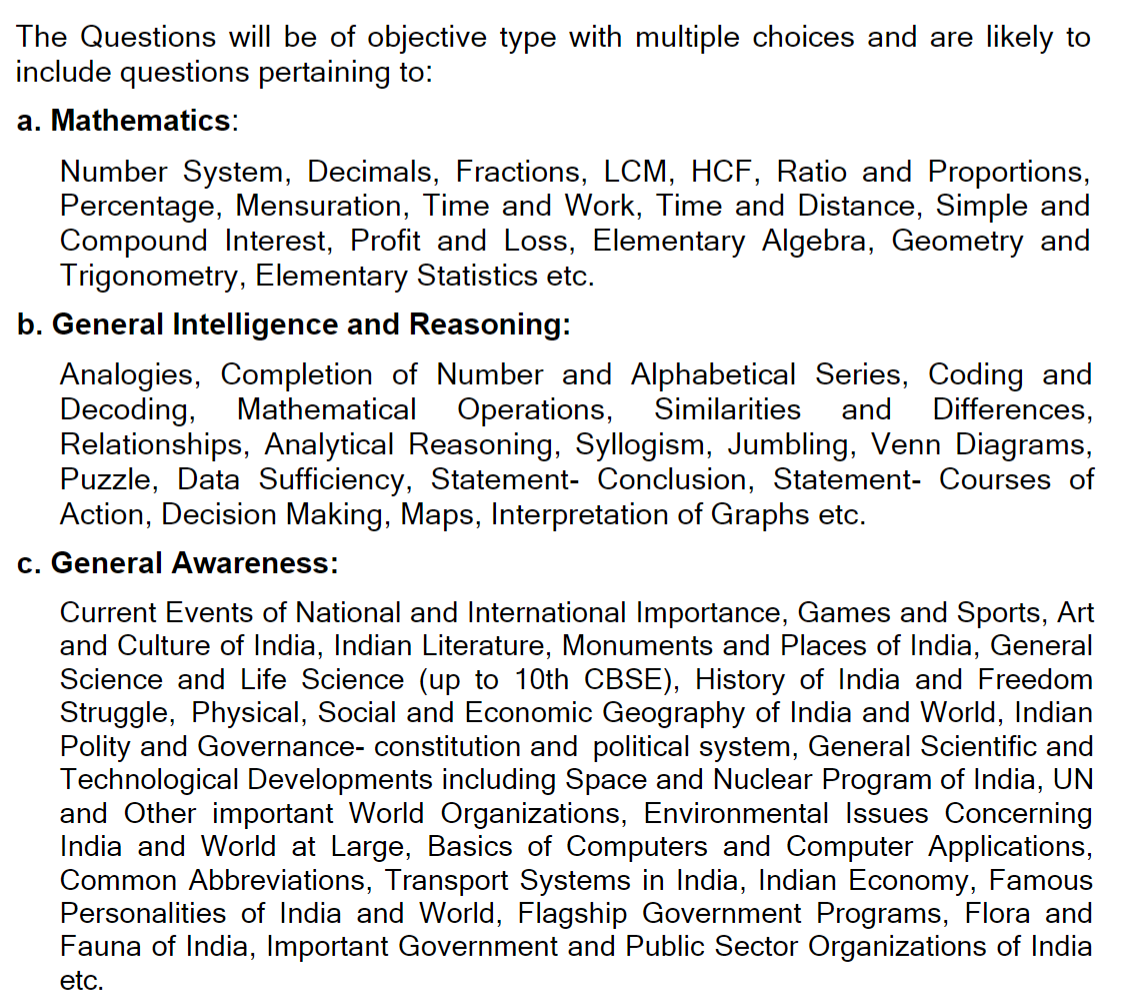 The Questions will be of objective type with multiple choices and are likely to
include questions pertaining to:
a. Mathematics:
Number System, Decimals, Fractions, LCM, HCF, Ratio and Proportions,
Percentage, Mensuration, Time and Work, Time and Distance, Simple and
Compound Interest, Profit and Loss, Elementary Algebra, Geometry and
Trigonometry, Elementary Statistics etc.
b. General Intelligence and Reasoning:
Analogies, Completion of Number and Alphabetical Series, Coding and
Decoding, Mathematical Operations, Similarities and Differences,
Relationships, Analytical Reasoning, Syllogism, Jumbling, Venn Diagrams,
Puzzle, Data Sufficiency, Statement- Conclusion, Statement- Courses of
Action, Decision Making, Maps, Interpretation of Graphs etc.
c. General Awareness:
Current Events of National and International Importance, Games and Sports, Art
and Culture of India, Indian Literature, Monuments and Places of India, General
Science and Life Science (up to 10th CBSE), History of India and Freedom
Struggle, Physical, Social and Economic Geography of India and World, Indian
Polity and Governance- constitution and political system, General Scientific and
Technological Developments including Space and Nuclear Program of India, UN
and Other important World Organizations, Environmental Issues Concerning
India and World at Large, Basics of Computers and Computer Applications,
Common Abbreviations, Transport Systems in India, Indian Economy, Famous
Personalities of India and World, Flagship Government Programs, Flora and
Fauna of India, Important Government and Public Sector Organizations of India
etc.